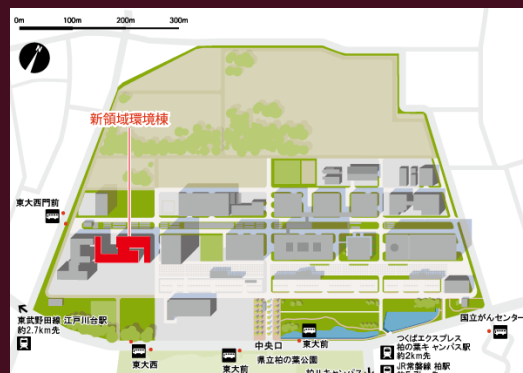 0m 100m 200m 300m
新領域環境棟
東大西門前
東武野田線 江戸川台駅
約2.7km先
東大西
東大前
中央口
県立柏の葉公園
東大前
つくばエクスプレス
柏の葉キャンパス駅
約2km先
JR常磐線 柏駅
国立がんセンター